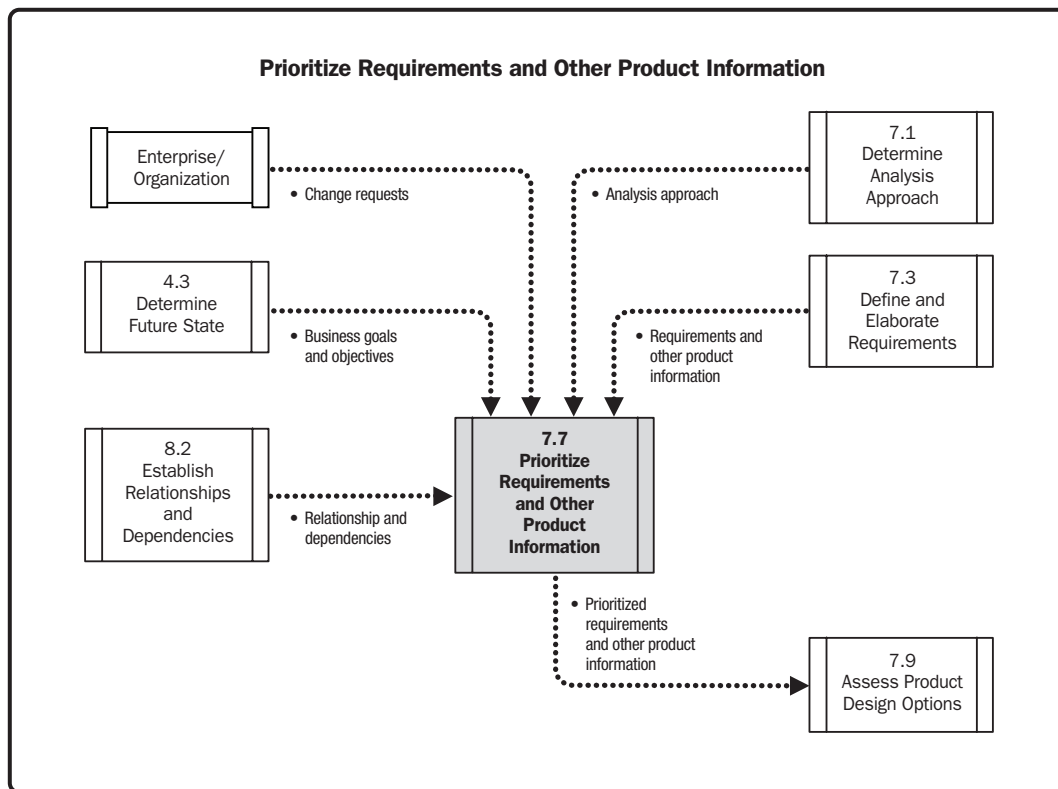 Prioritize Requirements and Other Product Information
Enterprise/
Organization
• Change requests
7.1
Determine
Analysis
Approach
• Analysis approach
4.3
Determine
Future State
• Business goals
and objectives
7.3
Define and
Elaborate
Requirements
• Requirements and
other product
information
8.2
Establish
Relationships
and
Dependencies
• Relationship and
dependencies
7.7
Prioritize
Requirements
and Other
Product
Information
• Prioritized
requirements
and other product
information
7.9
Assess Product
Design Options